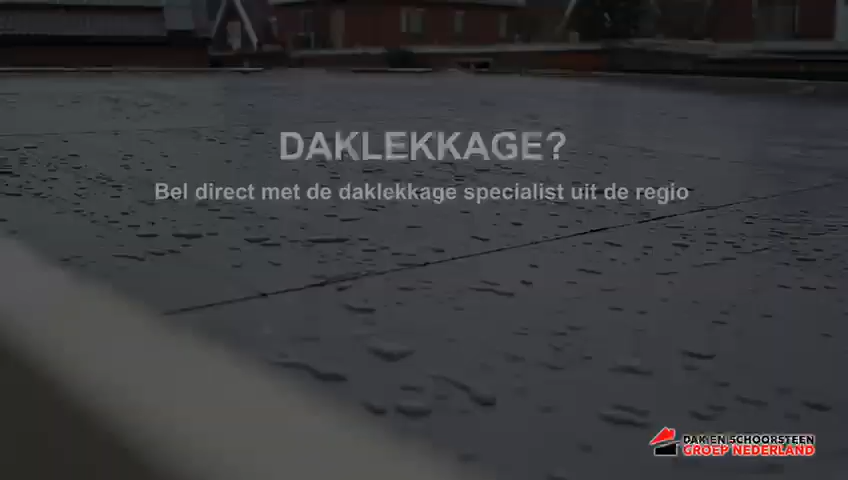 DAKLEKKAGE?
Bel direct met de daklekkage specialist uit de regio
DAK EN SCHOORSTEEN
GROEP NEDERLAND